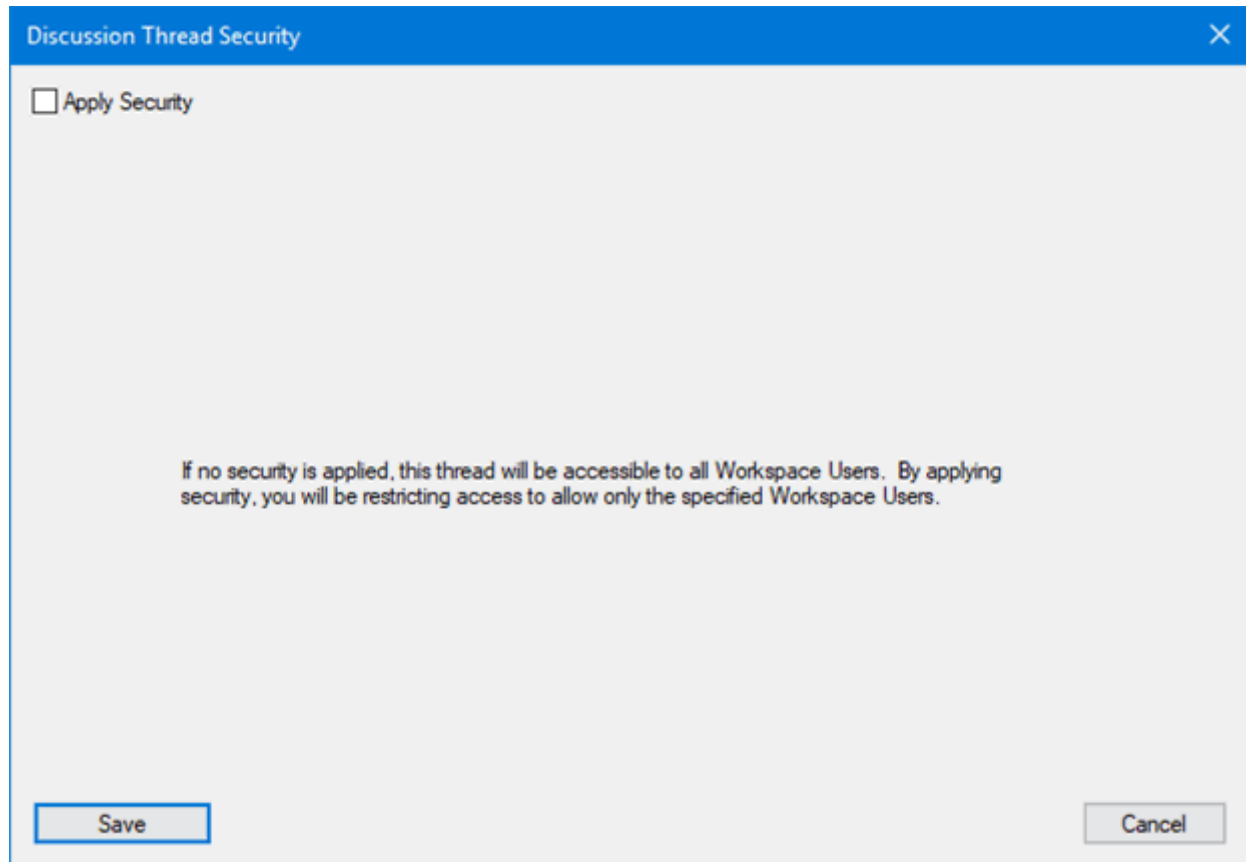 Discussion Thread Security
Apply Security
If no security is applied, this thread will be accessible to all Workspace Users.  By applying
security, you will be restricting access to allow only the specified Workspace Users.
Save
Cancel